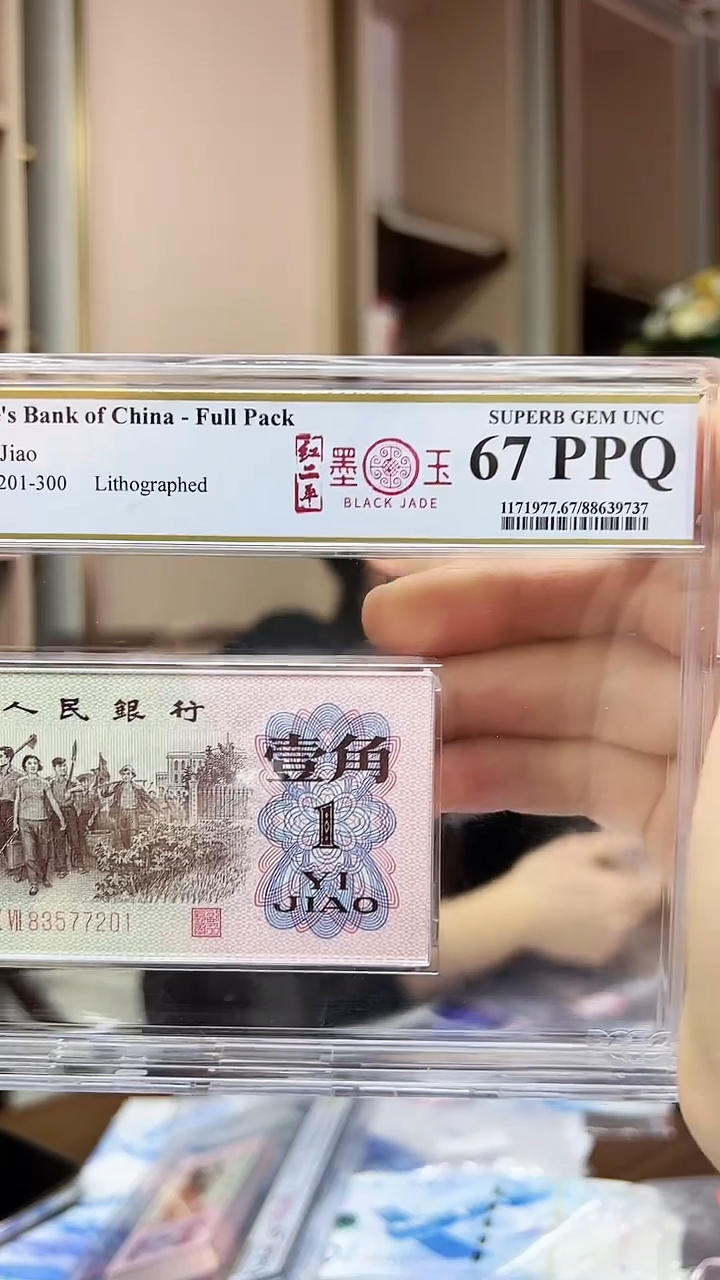 's Bank of China - Full Pack
Jiao
201-300 Lithographed
红二平
墨玉
BLACK JADE
SUPERB GEM UNC
67 PPQ
1171977.67/88639737
人民銀行
壹角
1
YI
JIAO
Ⅶ 83577201